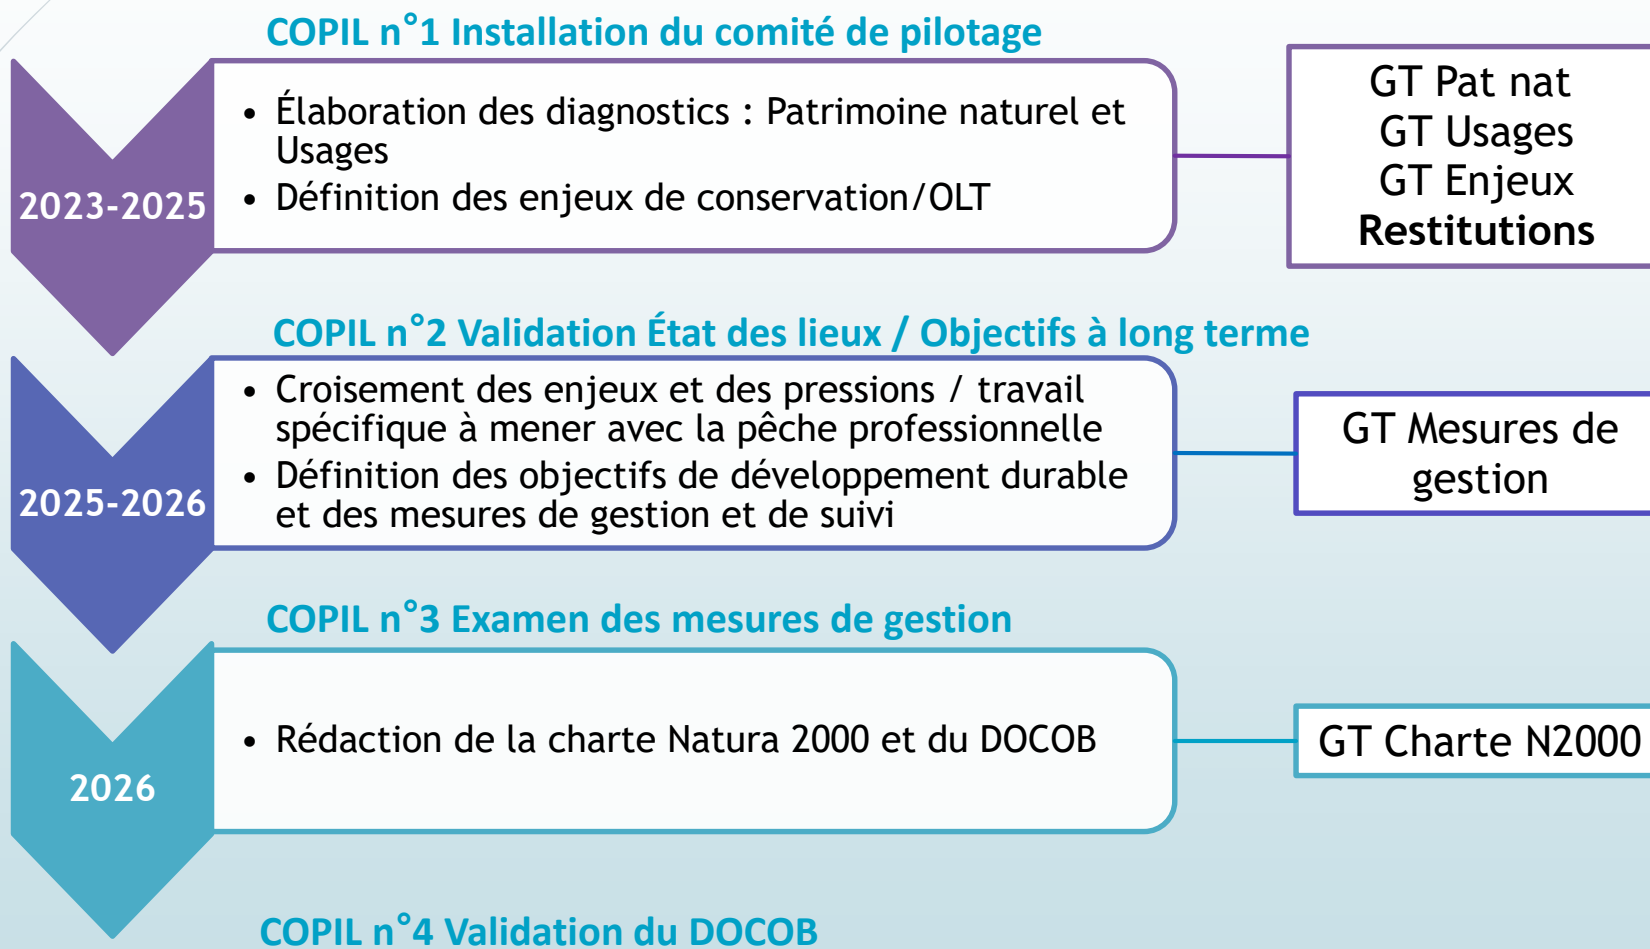 COPIL n°1 Installation du comité de pilotage
2023-2025
• Élaboration des diagnostics : Patrimoine naturel et
Usages
• Définition des enjeux de conservation/OLT
GT Pat nat
GT Usages
GT Enjeux
Restitutions
COPIL n°2 Validation État des lieux / Objectifs à long terme
2025-2026
• Croisement des enjeux et des pressions / travail
spécifique à mener avec la pêche professionnelle
• Définition des objectifs de développement durable
et des mesures de gestion et de suivi
GT Mesures de
gestion
COPIL n°3 Examen des mesures de gestion
2026
• Rédaction de la charte Natura 2000 et du DOCOB
GT Charte N2000
COPIL n°4 Validation du DOCOB